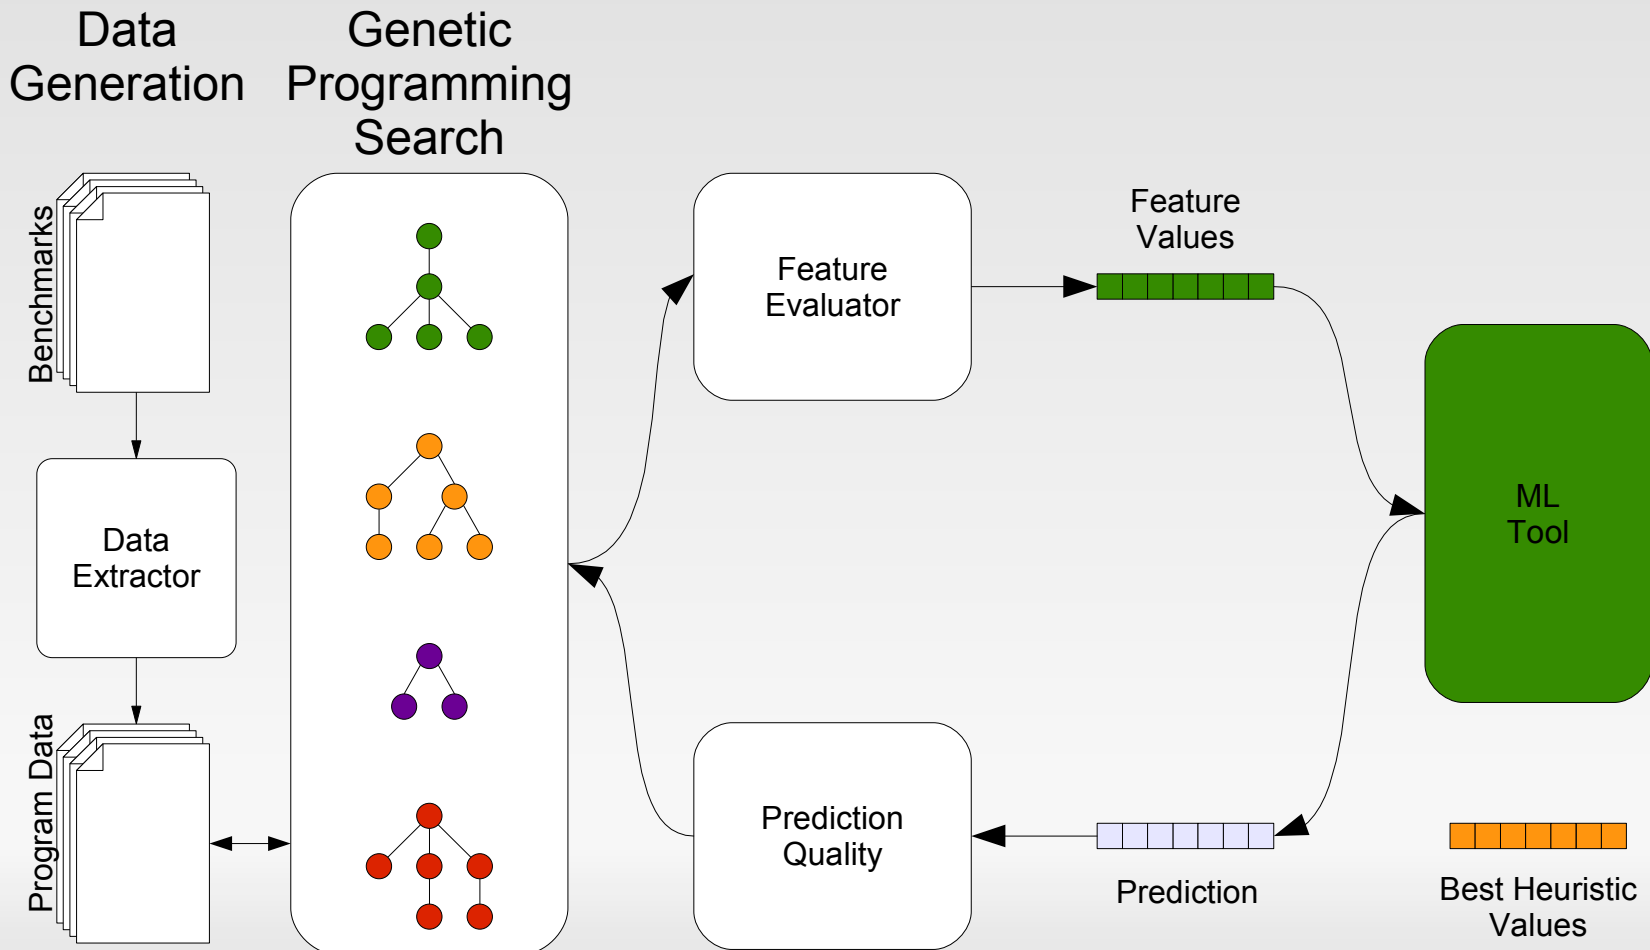 Data
Generation
Genetic
Programming
Search
Benchmarks
Data
Extractor
Program Data
Feature
Evaluator
Feature
Values
ML
Tool
Prediction
Quality
Prediction
Best Heuristic
Values